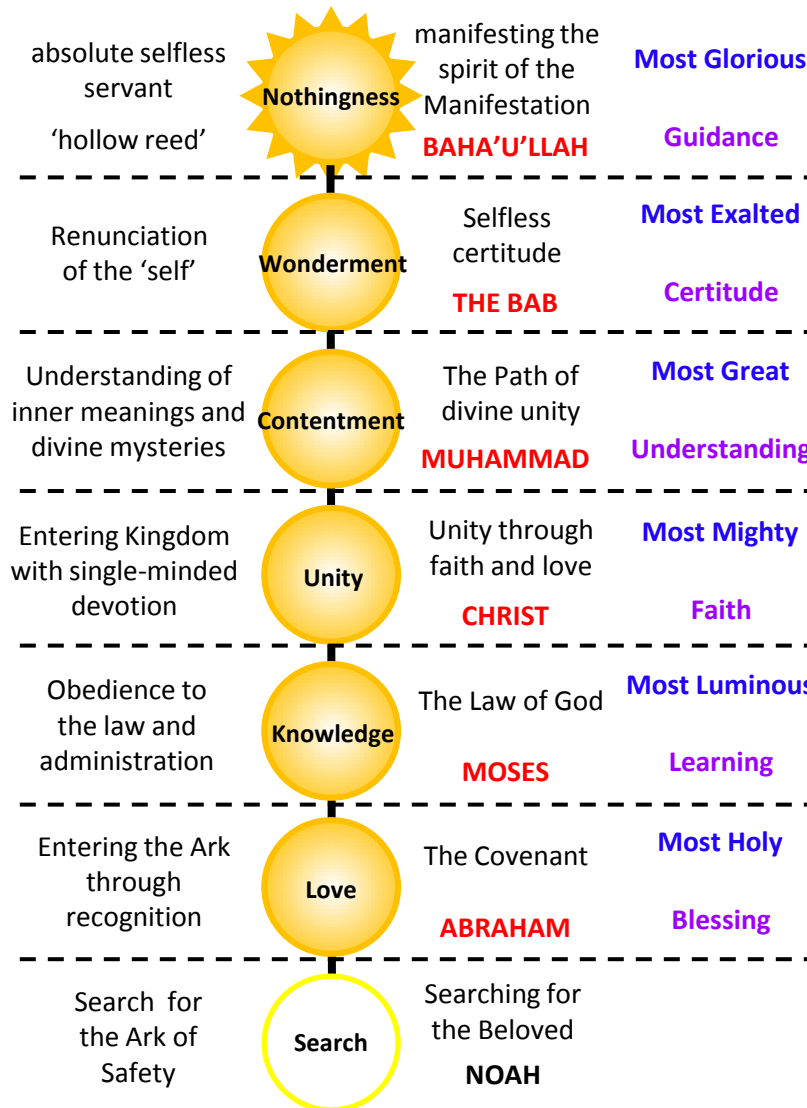 absolute selfless
servant
'hollow reed'
Nothingness
manifesting the
spirit of the
Manifestation
BAHA'U'LLAH
Most Glorious
Guidance
Renunciation
of the 'self'
Wonderment
Selfless
certitude
THE BAB
Most Exalted
Certitude
Understanding of
inner meanings and
divine mysteries
Contentment
The Path of
divine unity
MUHAMMAD
Most Great
Understanding
Entering Kingdom
with single-minded
devotion
Unity
Unity through
faith and love
CHRIST
Most Mighty
Faith
Obedience to
the law and
administration
Knowledge
The Law of God
MOSES
Most Luminous
Learning
Entering the Ark
through
recognition
Love
The Covenant
ABRAHAM
Most Holy
Blessing
Search for
the Ark of
Safety
Search
Searching for
the Beloved
NOAH